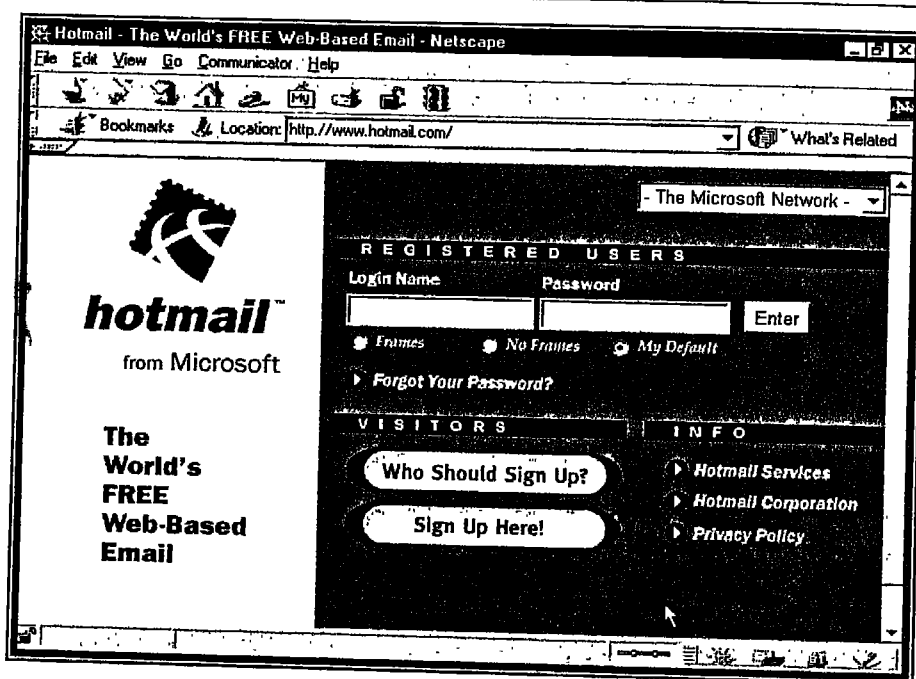 Hotmail - The World's FREE Web-Based Email - Netscape
File Edit View Go Communicator Help
My
Bookmarks Location: http://www.hotmail.com/ What's Related
- The Microsoft Network -
hotmail™
from Microsoft
The
World's
FREE
Web-Based
Email
REGISTERED USERS
Login Name Password
Enter
Frames No Frames My Default
Forgot Your Password?
VISITORS
Who Should Sign Up?
Sign Up Here!
INFO
Hotmail Services
Hotmail Corporation
Privacy Policy